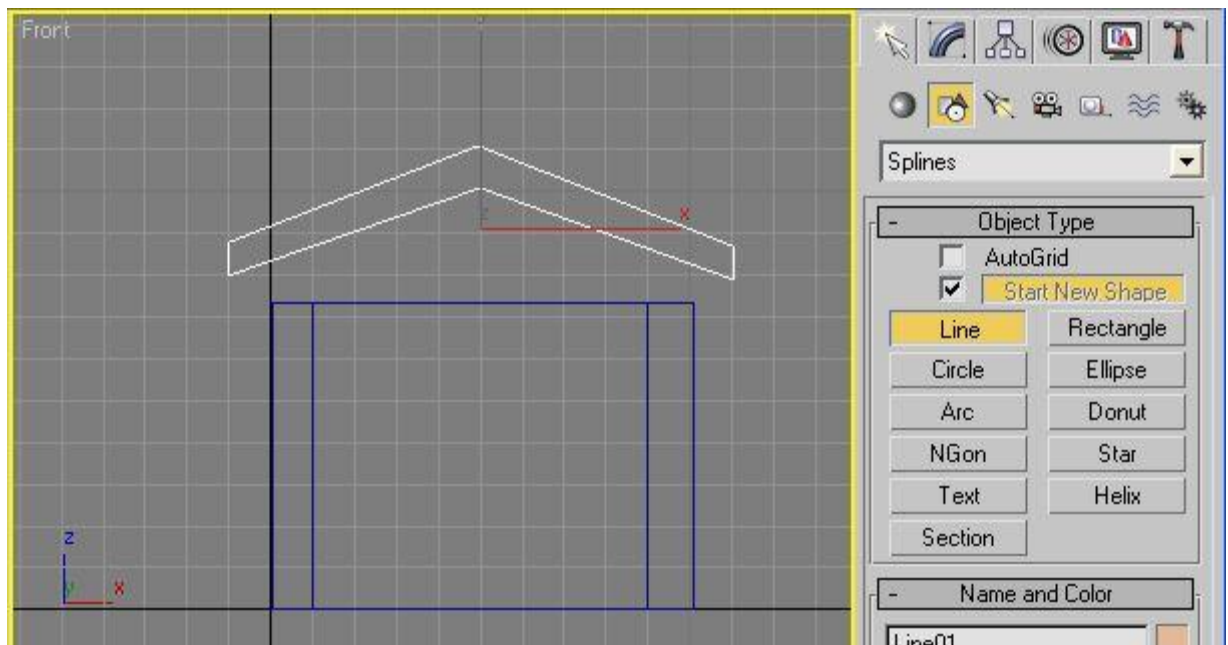 Front
z
x
z
y
x
Splines
- Object Type
AutoGrid
Start New Shape
Line Rectangle
Circle Ellipse
Arc Donut
NGon Star
Text Helix
Section
- Name and Color
Line01